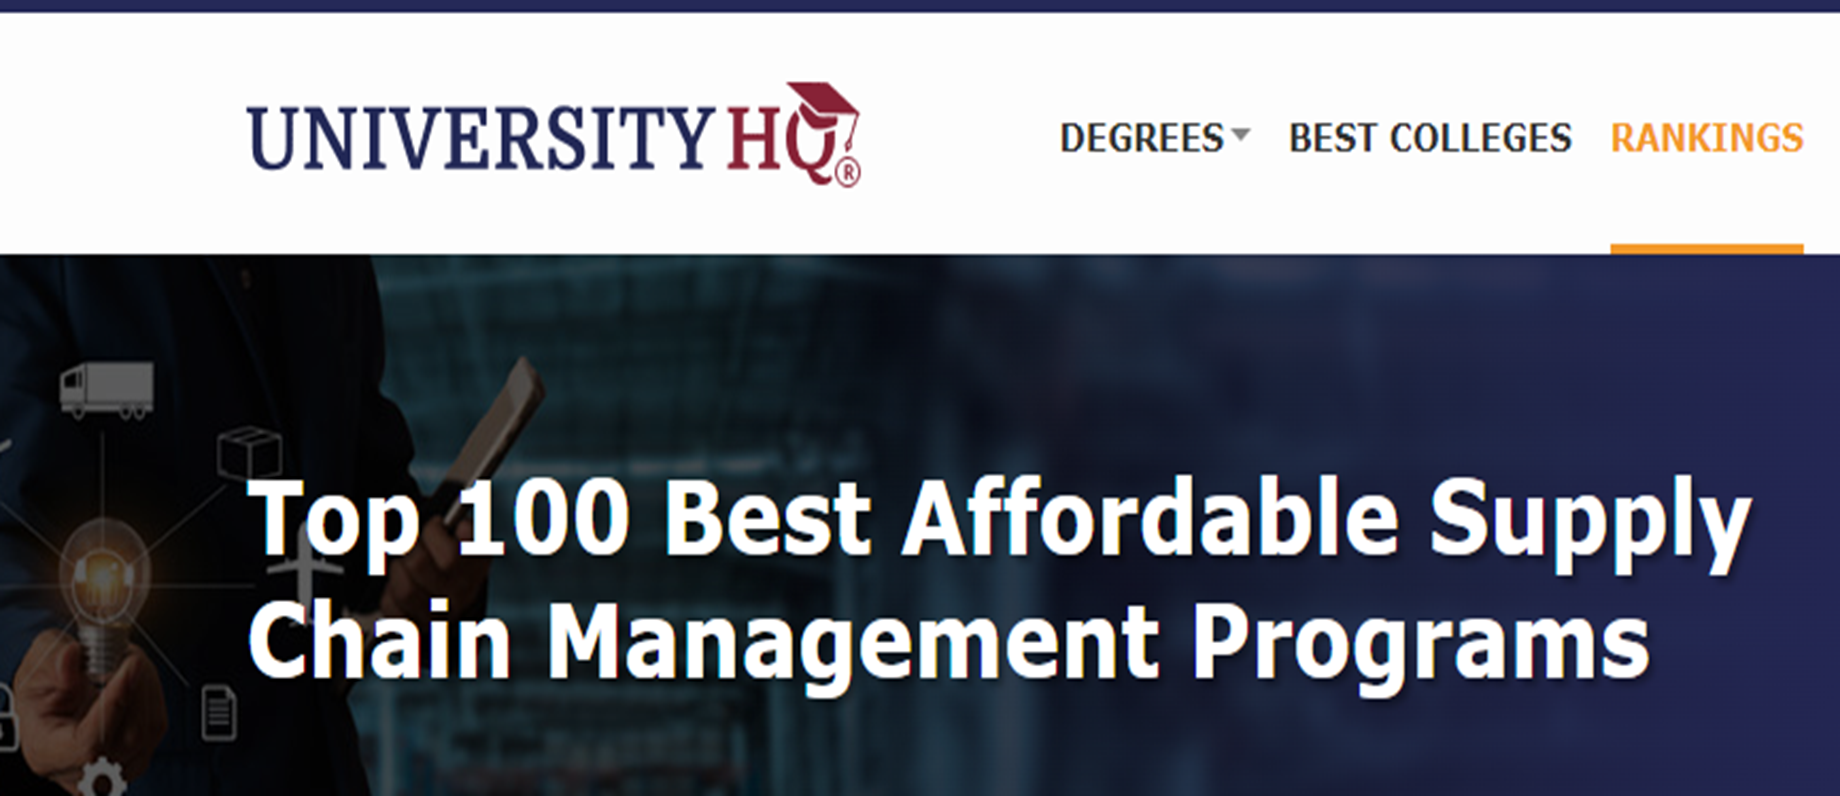 UNIVERSITY HQ ®
DEGREES BEST COLLEGES RANKINGS
Top 100 Best Affordable Supply
Chain Management Programs